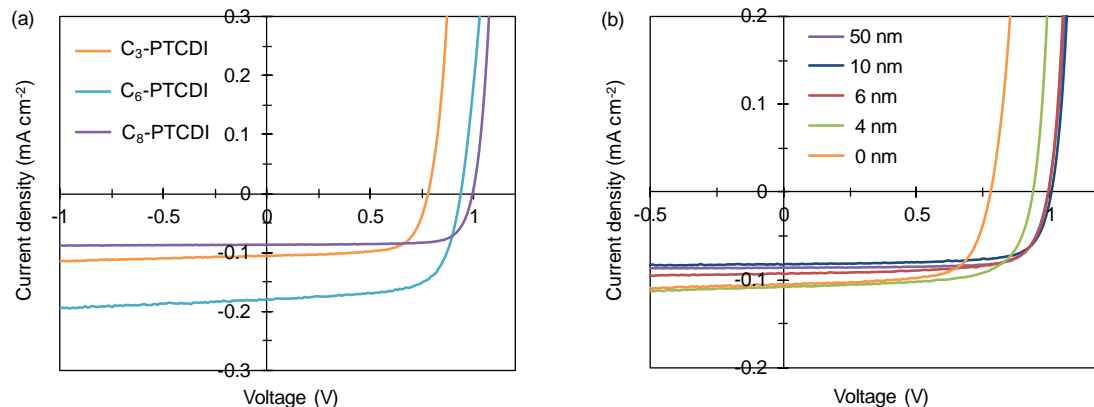 (a)
Current density (mA cm-2)
0.3
0.2
0.1
0
-0.1
-0.2
-0.3
-1
-0.5
0
0.5
1
C3-PTCDI
C6-PTCDI
C8-PTCDI
Voltage (V)
(b)
Current density (mA cm-2)
0.2
0.1
0
-0.1
-0.2
-0.5
0
0.5
1
50 nm
10 nm
6 nm
4 nm
0 nm
Voltage (V)